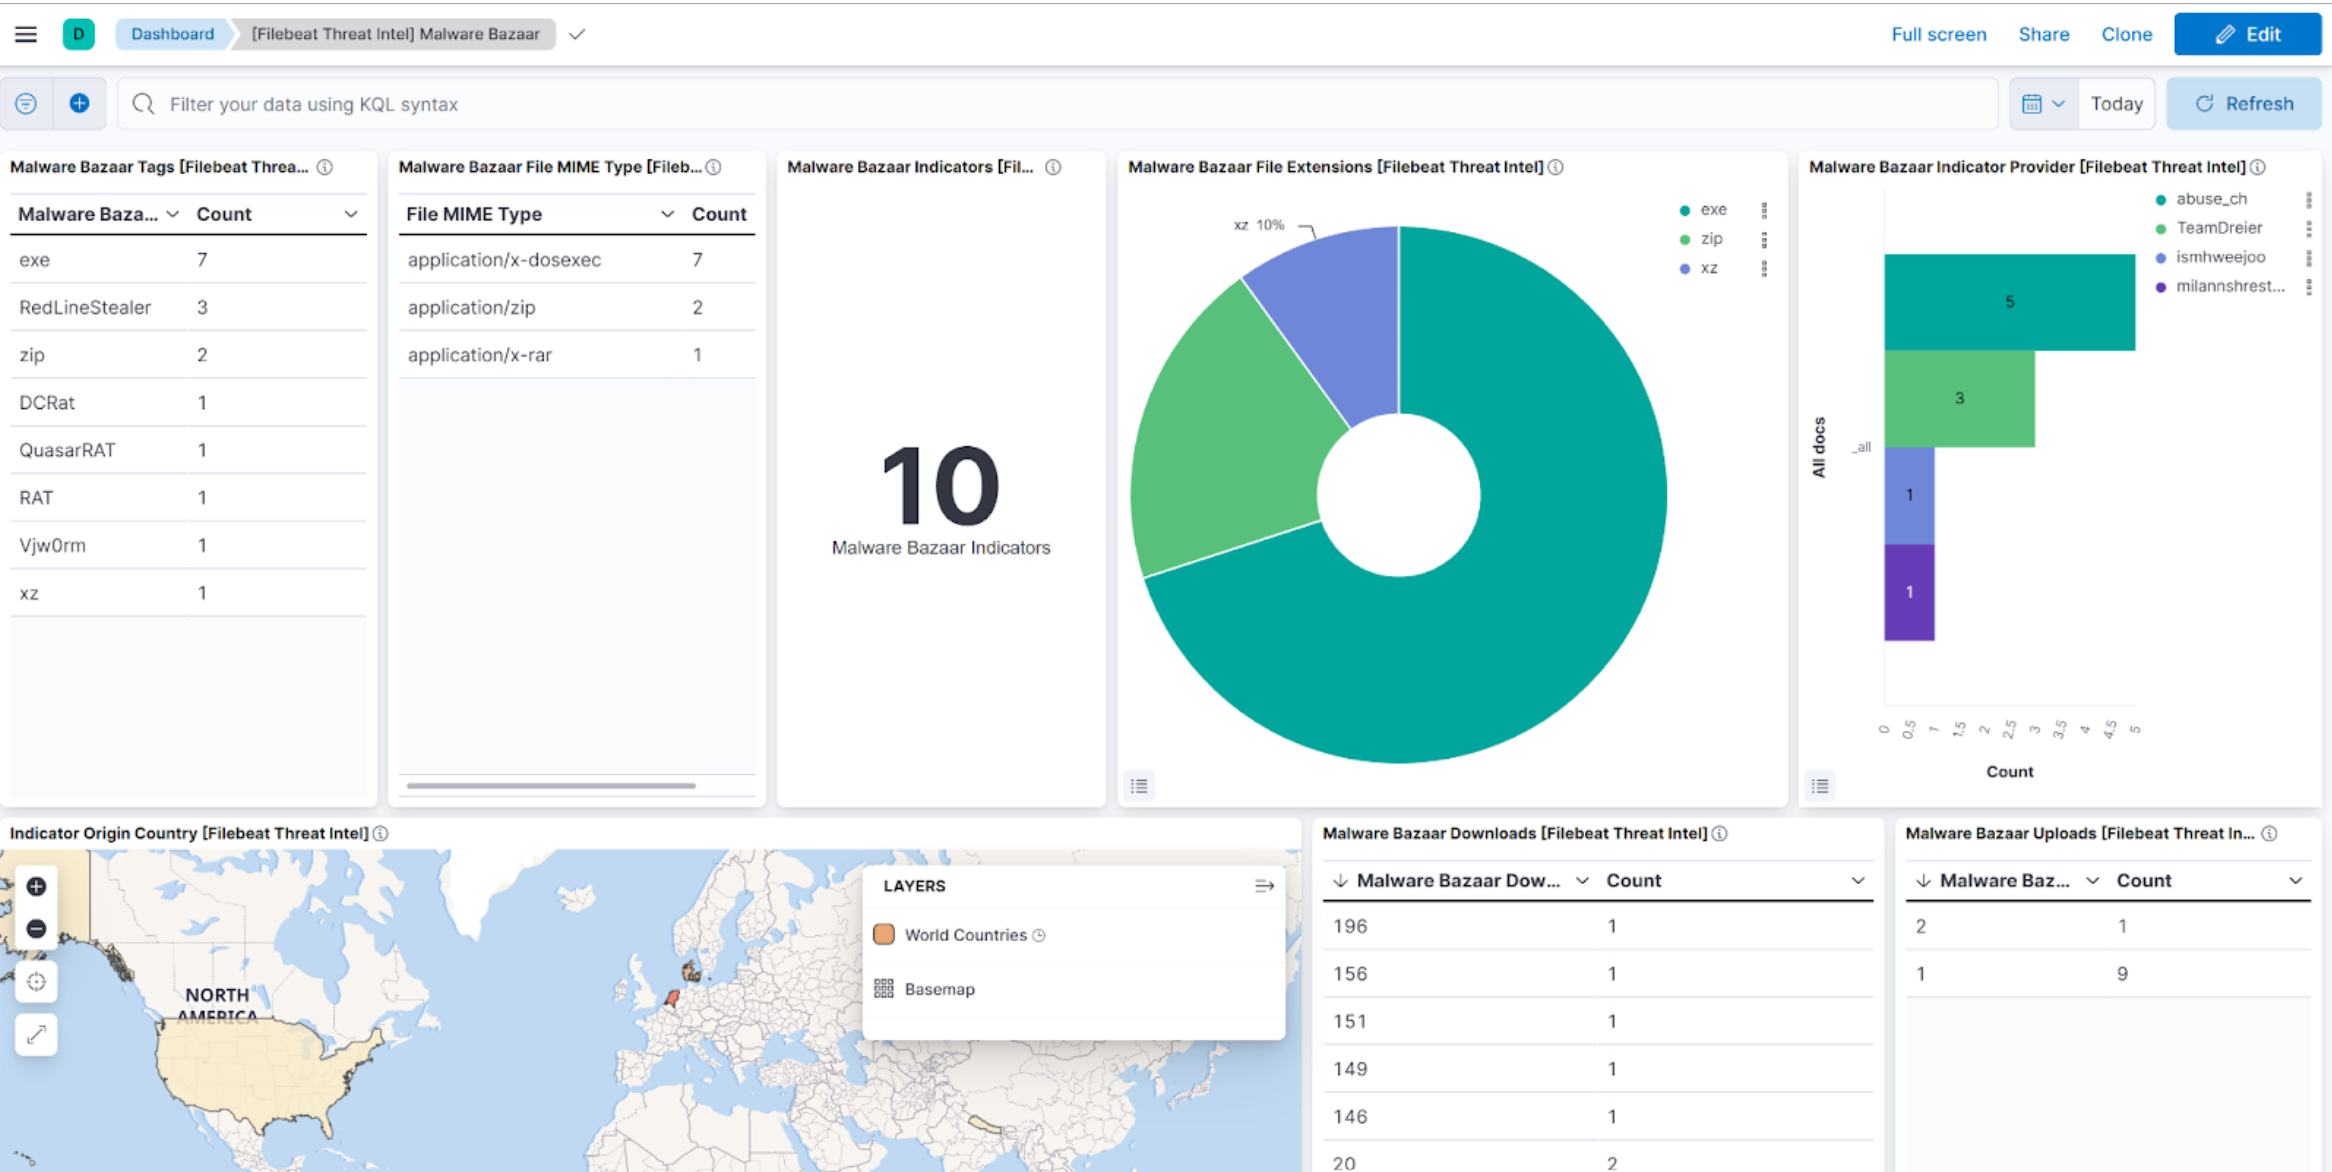 D Dashboard [Filebeat Threat Intel] Malware Bazaar Full screen Share Clone Edit
Filter your data using KQL syntax Today Refresh
Malware Bazaar Tags [Filebeat Threa...
Malware Baza... Count
exe 7
RedLineStealer 3
zip 2
DCRat 1
QuasarRAT 1
RAT 1
Vjw0rm 1
xz 1
Malware Bazaar File MIME Type [Fileb...
File MIME Type Count
application/x-dosexec 7
application/zip 2
application/x-rar 1
Malware Bazaar Indicators [Fil...
10
Malware Bazaar Indicators
Malware Bazaar File Extensions [Filebeat Threat Intel]
xz 10%
exe
zip
xz
Malware Bazaar Indicator Provider [Filebeat Threat Intel]
abuse_ch
TeamDreier
ismhweejoo
milannshrest...
5
3
1
1
All docs
_all
0 0.5 1 1.5 2 2.5 3 3.5 4 4.5 5
Count
Indicator Origin Country [Filebeat Threat Intel]
NORTH
AMERICA
LAYERS
World Countries
Basemap
Malware Bazaar Downloads [Filebeat Threat Intel]
Malware Bazaar Dow... Count
196 1
156 1
151 1
149 1
146 1
20 2
Malware Bazaar Uploads [Filebeat Threat In...
Malware Baz... Count
2 1
1 9